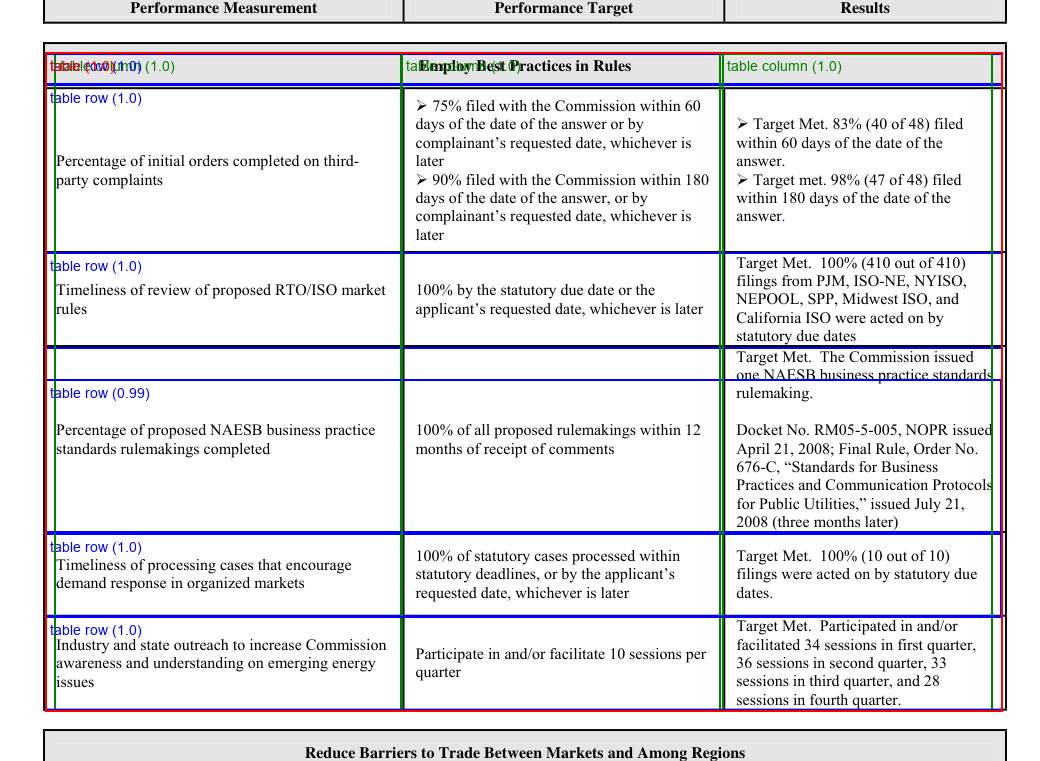 Performance Measurement Performance Target Results
table row (1.0) table column (1.0) table column (1.0) Employ Best Practices in Rules table column (1.0)
table row (1.0)
Percentage of initial orders completed on third-
party complaints
➢ 75% filed with the Commission within 60
days of the date of the answer or by
complainant’s requested date, whichever is
later
➢ 90% filed with the Commission within 180
days of the date of the answer, or by
complainant’s requested date, whichever is
later
➢ Target Met. 83% (40 of 48) filed
within 60 days of the date of the
answer.
➢ Target met. 98% (47 of 48) filed
within 180 days of the date of the
answer.
table row (1.0)
Timeliness of review of proposed RTO/ISO market
rules
100% by the statutory due date or the
applicant’s requested date, whichever is later
Target Met.  100% (410 out of 410)
filings from PJM, ISO-NE, NYISO,
NEPOOL, SPP, Midwest ISO, and
California ISO were acted on by
statutory due dates
table row (0.99)
Percentage of proposed NAESB business practice
standards rulemakings completed
100% of all proposed rulemakings within 12
months of receipt of comments
Target Met.  The Commission issued
one NAESB business practice standards
rulemaking.
Docket No. RM05-5-005, NOPR issued
April 21, 2008; Final Rule, Order No.
676-C, “Standards for Business
Practices and Communication Protocols
for Public Utilities,” issued July 21,
2008 (three months later)
table row (1.0)
Timeliness of processing cases that encourage
demand response in organized markets
100% of statutory cases processed within
statutory deadlines, or by the applicant’s
requested date, whichever is later
Target Met.  100% (10 out of 10)
filings were acted on by statutory due
dates.
table row (1.0)
Industry and state outreach to increase Commission
awareness and understanding on emerging energy
issues
Participate in and/or facilitate 10 sessions per
quarter
Target Met.  Participated in and/or
facilitated 34 sessions in first quarter,
36 sessions in second quarter, 33
sessions in third quarter, and 28
sessions in fourth quarter.
Reduce Barriers to Trade Between Markets and Among Regions